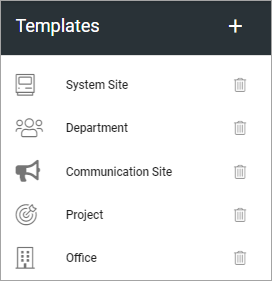 Templates +
System Site
Department
Communication Site
Project
Office